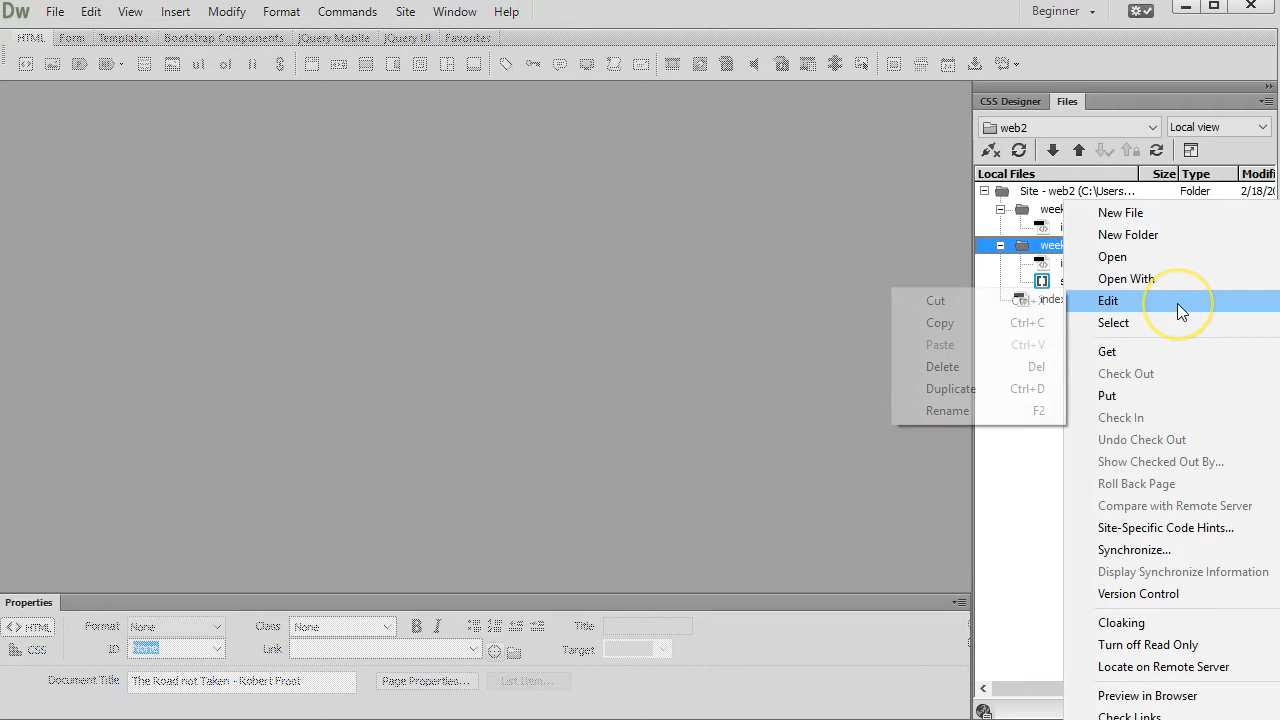 Dw File Edit View Insert Modify Format Commands Site Window Help Beginner
HTML Form Templates Bootstrap Components jQuery Mobile jQuery UI Favorites
CSS Designer Files
web2 Local view
Local Files Size Type Modifi
Site - web2 (C:\Users... Folder 2/18/20
week
week
index
New File
New Folder
Open
Open With
Edit
Select
Get
Check Out
Put
Check In
Undo Check Out
Show Checked Out By...
Roll Back Page
Compare with Remote Server
Site-Specific Code Hints...
Synchronize...
Display Synchronize Information
Version Control
Cloaking
Turn off Read Only
Locate on Remote Server
Preview in Browser
Check Links
Cut
Copy Ctrl+C
Paste Ctrl+V
Delete Del
Duplicate Ctrl+D
Rename F2
Properties
<> HTML Format None Class None B I Title
CSS ID Link Target
Document Title The Road not Taken - Robert Frost Page Properties... List Item...